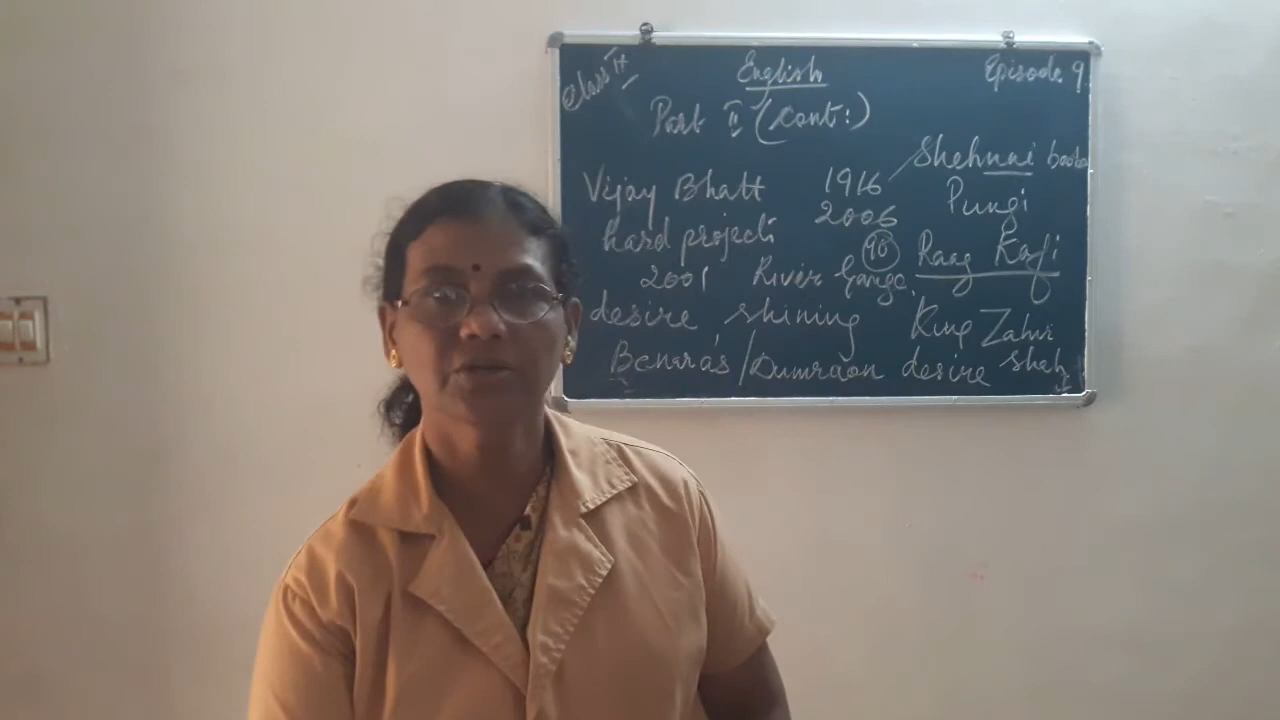 Class IX English Episode 9
Part II (Cont:)
Shehnai
Vijay Bhatt 1916 Pungi
hard project 2006
90 Raag Kafi
2001 River Ganga
desire shining King Zahir
Benaras / Dumraon desire shah